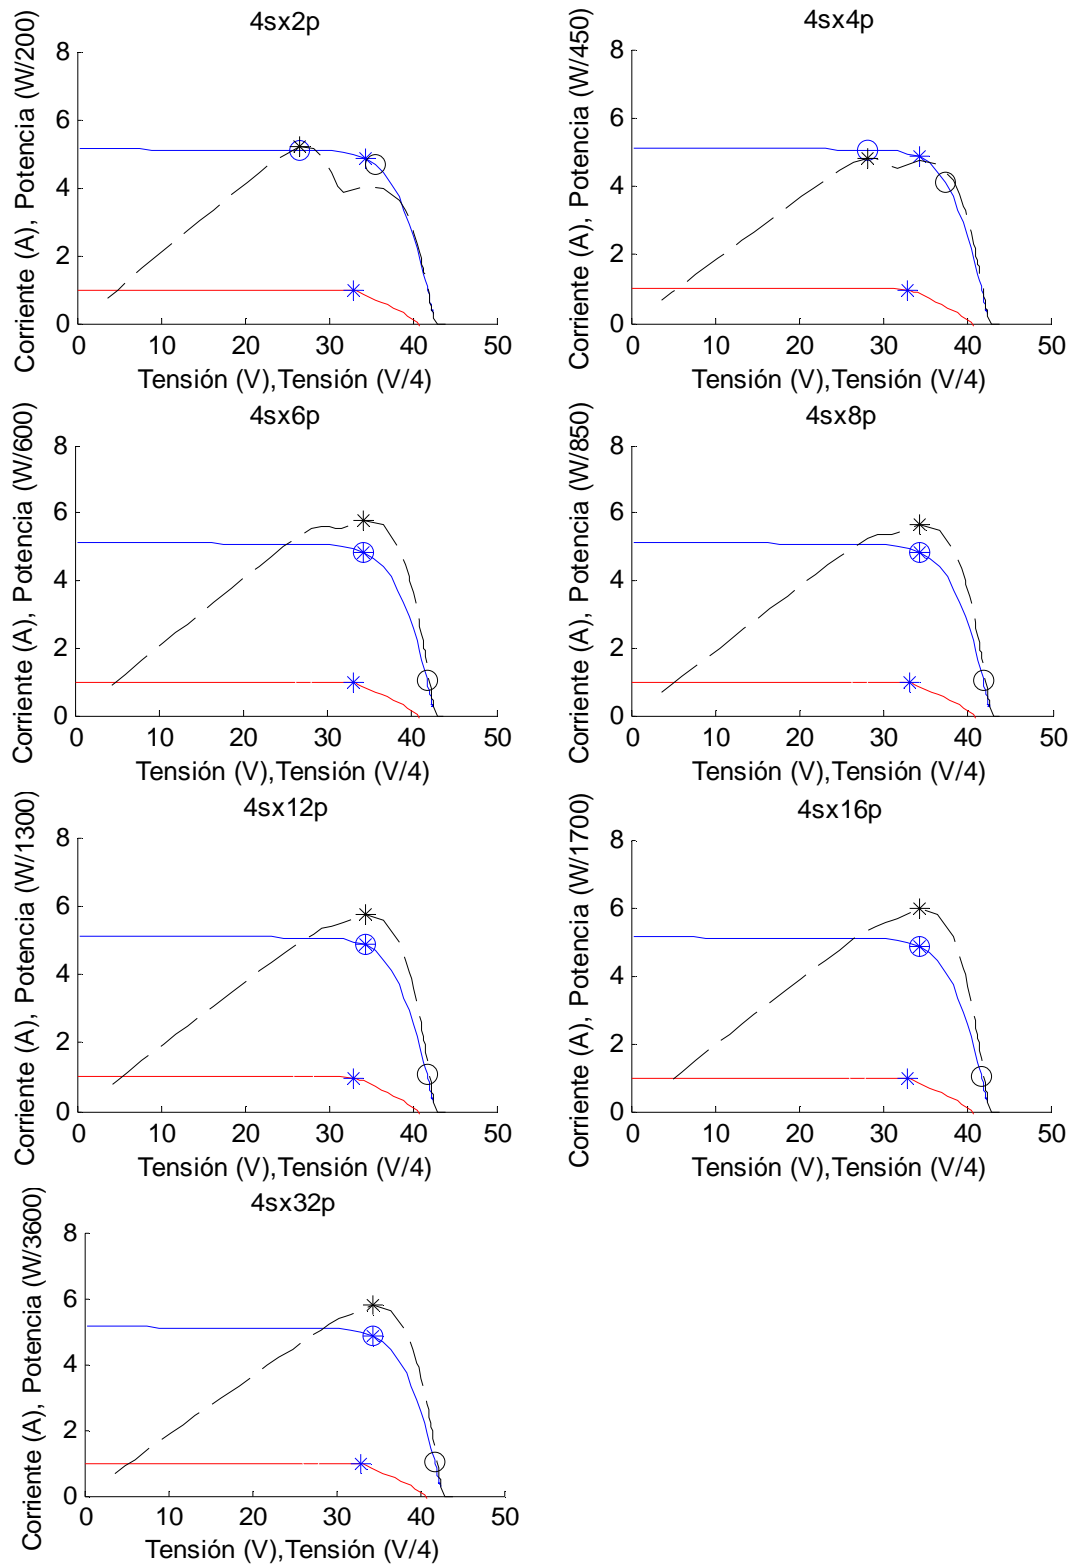 4sx2p
Corriente (A), Potencia (W/200)
8
6
4
2
0
0 10 20 30 40 50
Tensión (V),Tensión (V/4)
4sx4p
Corriente (A), Potencia (W/450)
8
6
4
2
0
0 10 20 30 40 50
Tensión (V),Tensión (V/4)
4sx6p
Corriente (A), Potencia (W/600)
8
6
4
2
0
0 10 20 30 40 50
Tensión (V),Tensión (V/4)
4sx8p
Corriente (A), Potencia (W/850)
8
6
4
2
0
0 10 20 30 40 50
Tensión (V),Tensión (V/4)
4sx12p
Corriente (A), Potencia (W/1300)
8
6
4
2
0
0 10 20 30 40 50
Tensión (V),Tensión (V/4)
4sx16p
Corriente (A), Potencia (W/1700)
8
6
4
2
0
0 10 20 30 40 50
Tensión (V),Tensión (V/4)
4sx32p
Corriente (A), Potencia (W/3600)
8
6
4
2
0
0 10 20 30 40 50
Tensión (V),Tensión (V/4)